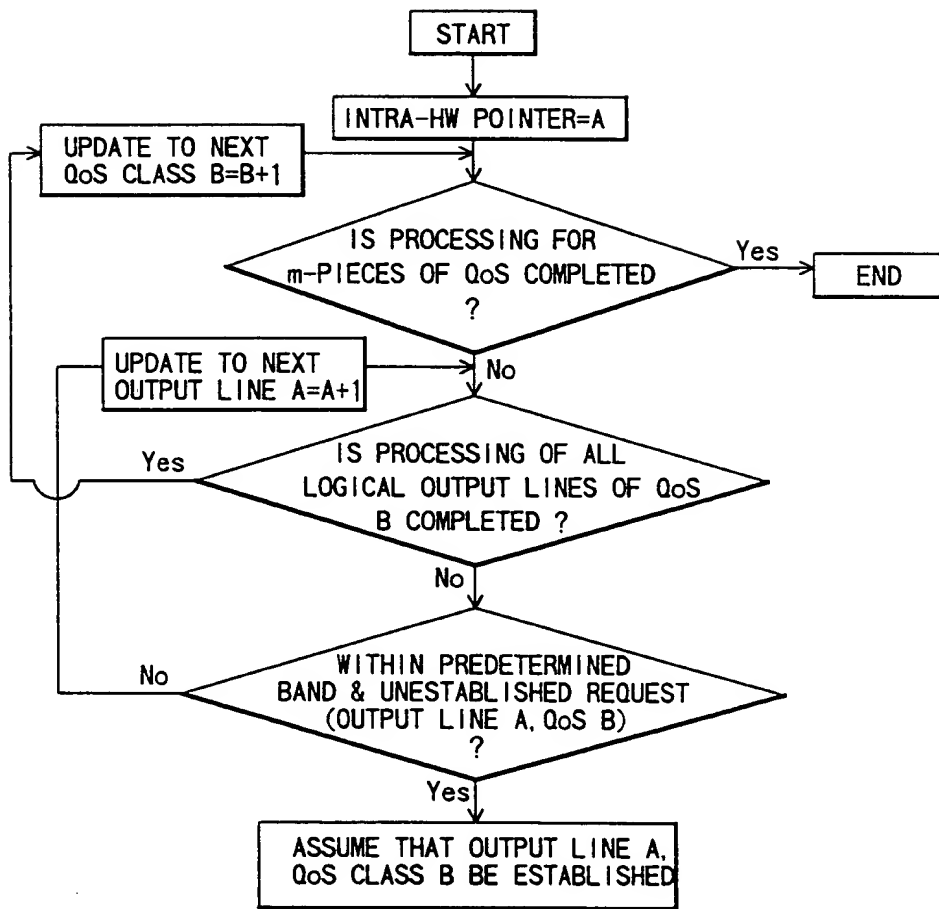 START
INTRA-HW POINTER=A
UPDATE TO NEXT
QoS CLASS B=B+1
IS PROCESSING FOR
m-PIECES OF QoS COMPLETED
?
Yes
END
No
UPDATE TO NEXT
OUTPUT LINE A=A+1
IS PROCESSING OF ALL
LOGICAL OUTPUT LINES OF QoS
B COMPLETED ?
Yes
No
WITHIN PREDETERMINED
BAND & UNESTABLISHED REQUEST
(OUTPUT LINE A, QoS B)
?
No
Yes
ASSUME THAT OUTPUT LINE A,
QoS CLASS B BE ESTABLISHED